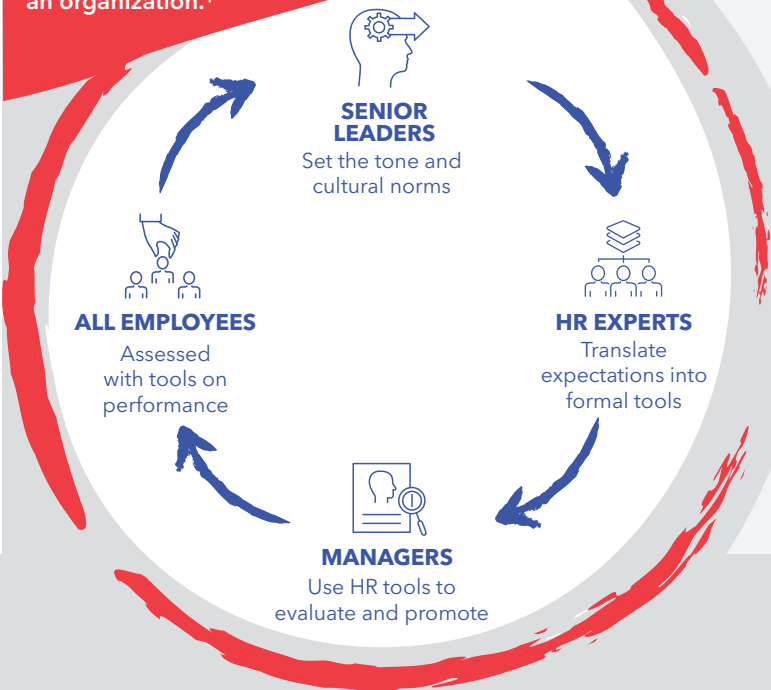 an organization.
SENIOR
LEADERS
Set the tone and
cultural norms
ALL EMPLOYEES
Assessed
with tools on
performance
HR EXPERTS
Translate
expectations into
formal tools
MANAGERS
Use HR tools to
evaluate and promote